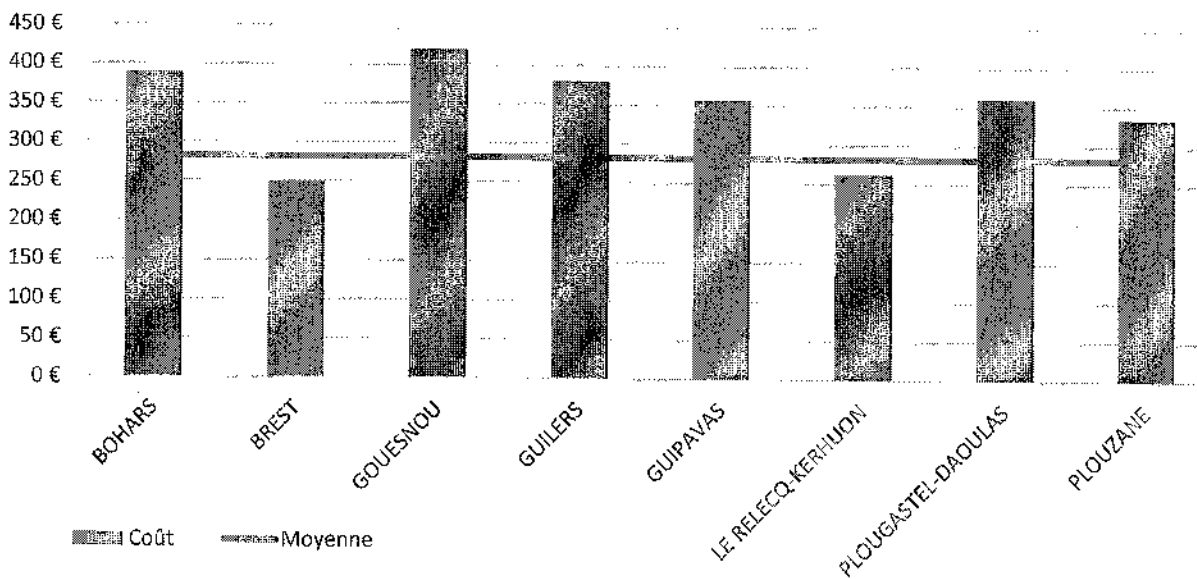 450 €
400 €
350 €
300 €
250 €
200 €
150 €
100 €
50 €
0 €
BOHARS
BREST
GOUESNOU
GUILERS
GUIPAVAS
LE RELECQ-KERHUON
PLOUGASTEL-DAOULAS
PLOUZANE
Coût
Moyenne